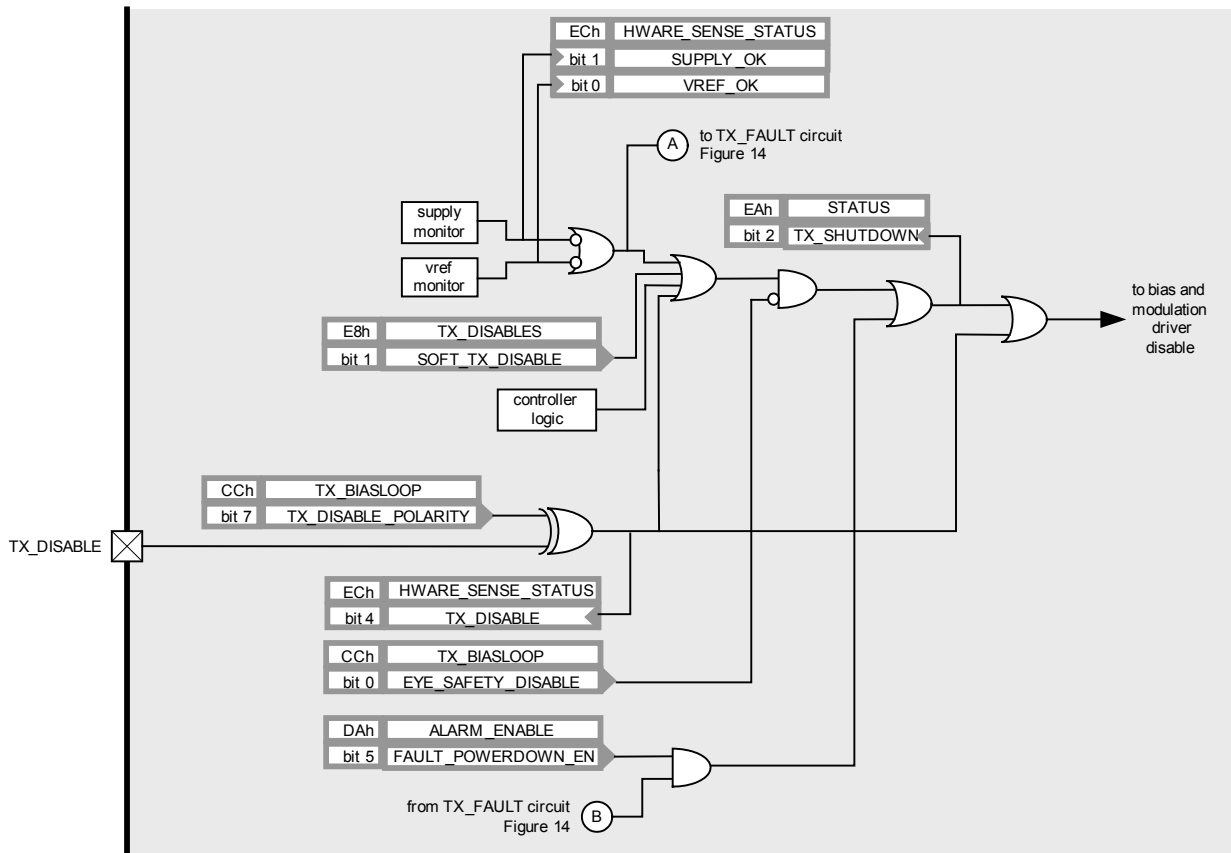 ECh HWARE_SENSE_STATUS
bit 1 SUPPLY_OK
bit 0 VREF_OK
A
to TX_FAULT circuit
Figure 14
supply
monitor
vref
monitor
EAh STATUS
bit 2 TX_SHUTDOWN
to bias and
modulation
driver
disable
E8h TX_DISABLES
bit 1 SOFT_TX_DISABLE
controller
logic
CCh TX_BIASLOOP
bit 7 TX_DISABLE_POLARITY
TX_DISABLE
ECh HWARE_SENSE_STATUS
bit 4 TX_DISABLE
CCh TX_BIASLOOP
bit 0 EYE_SAFETY_DISABLE
DAh ALARM_ENABLE
bit 5 FAULT_POWERDOWN_EN
from TX_FAULT circuit
Figure 14
B